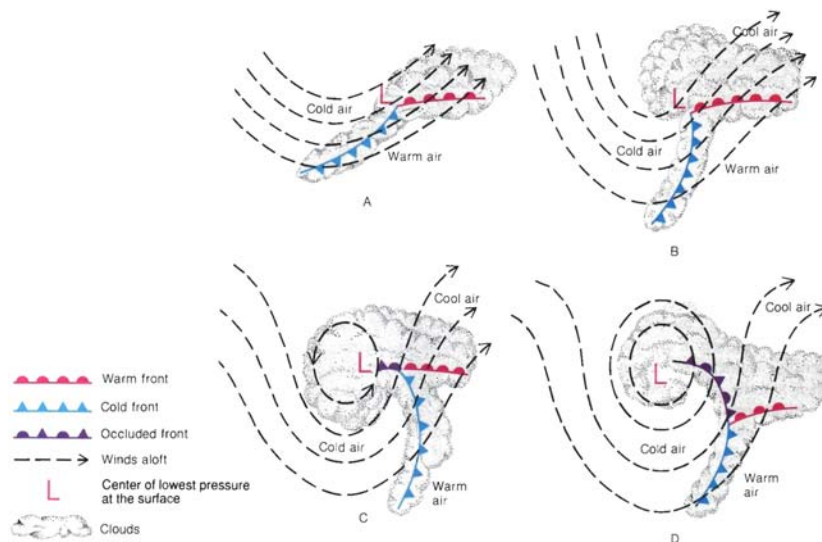 Cold air
L
Warm air
A
Cool air
L
Cold air
Warm air
B
Cool air
L
Cold air
Warm
air
C
Cool air
L
Cold air
Warm
air
D
Warm front
Cold front
Occluded front
Winds aloft
L
Center of lowest pressure
at the surface
Clouds